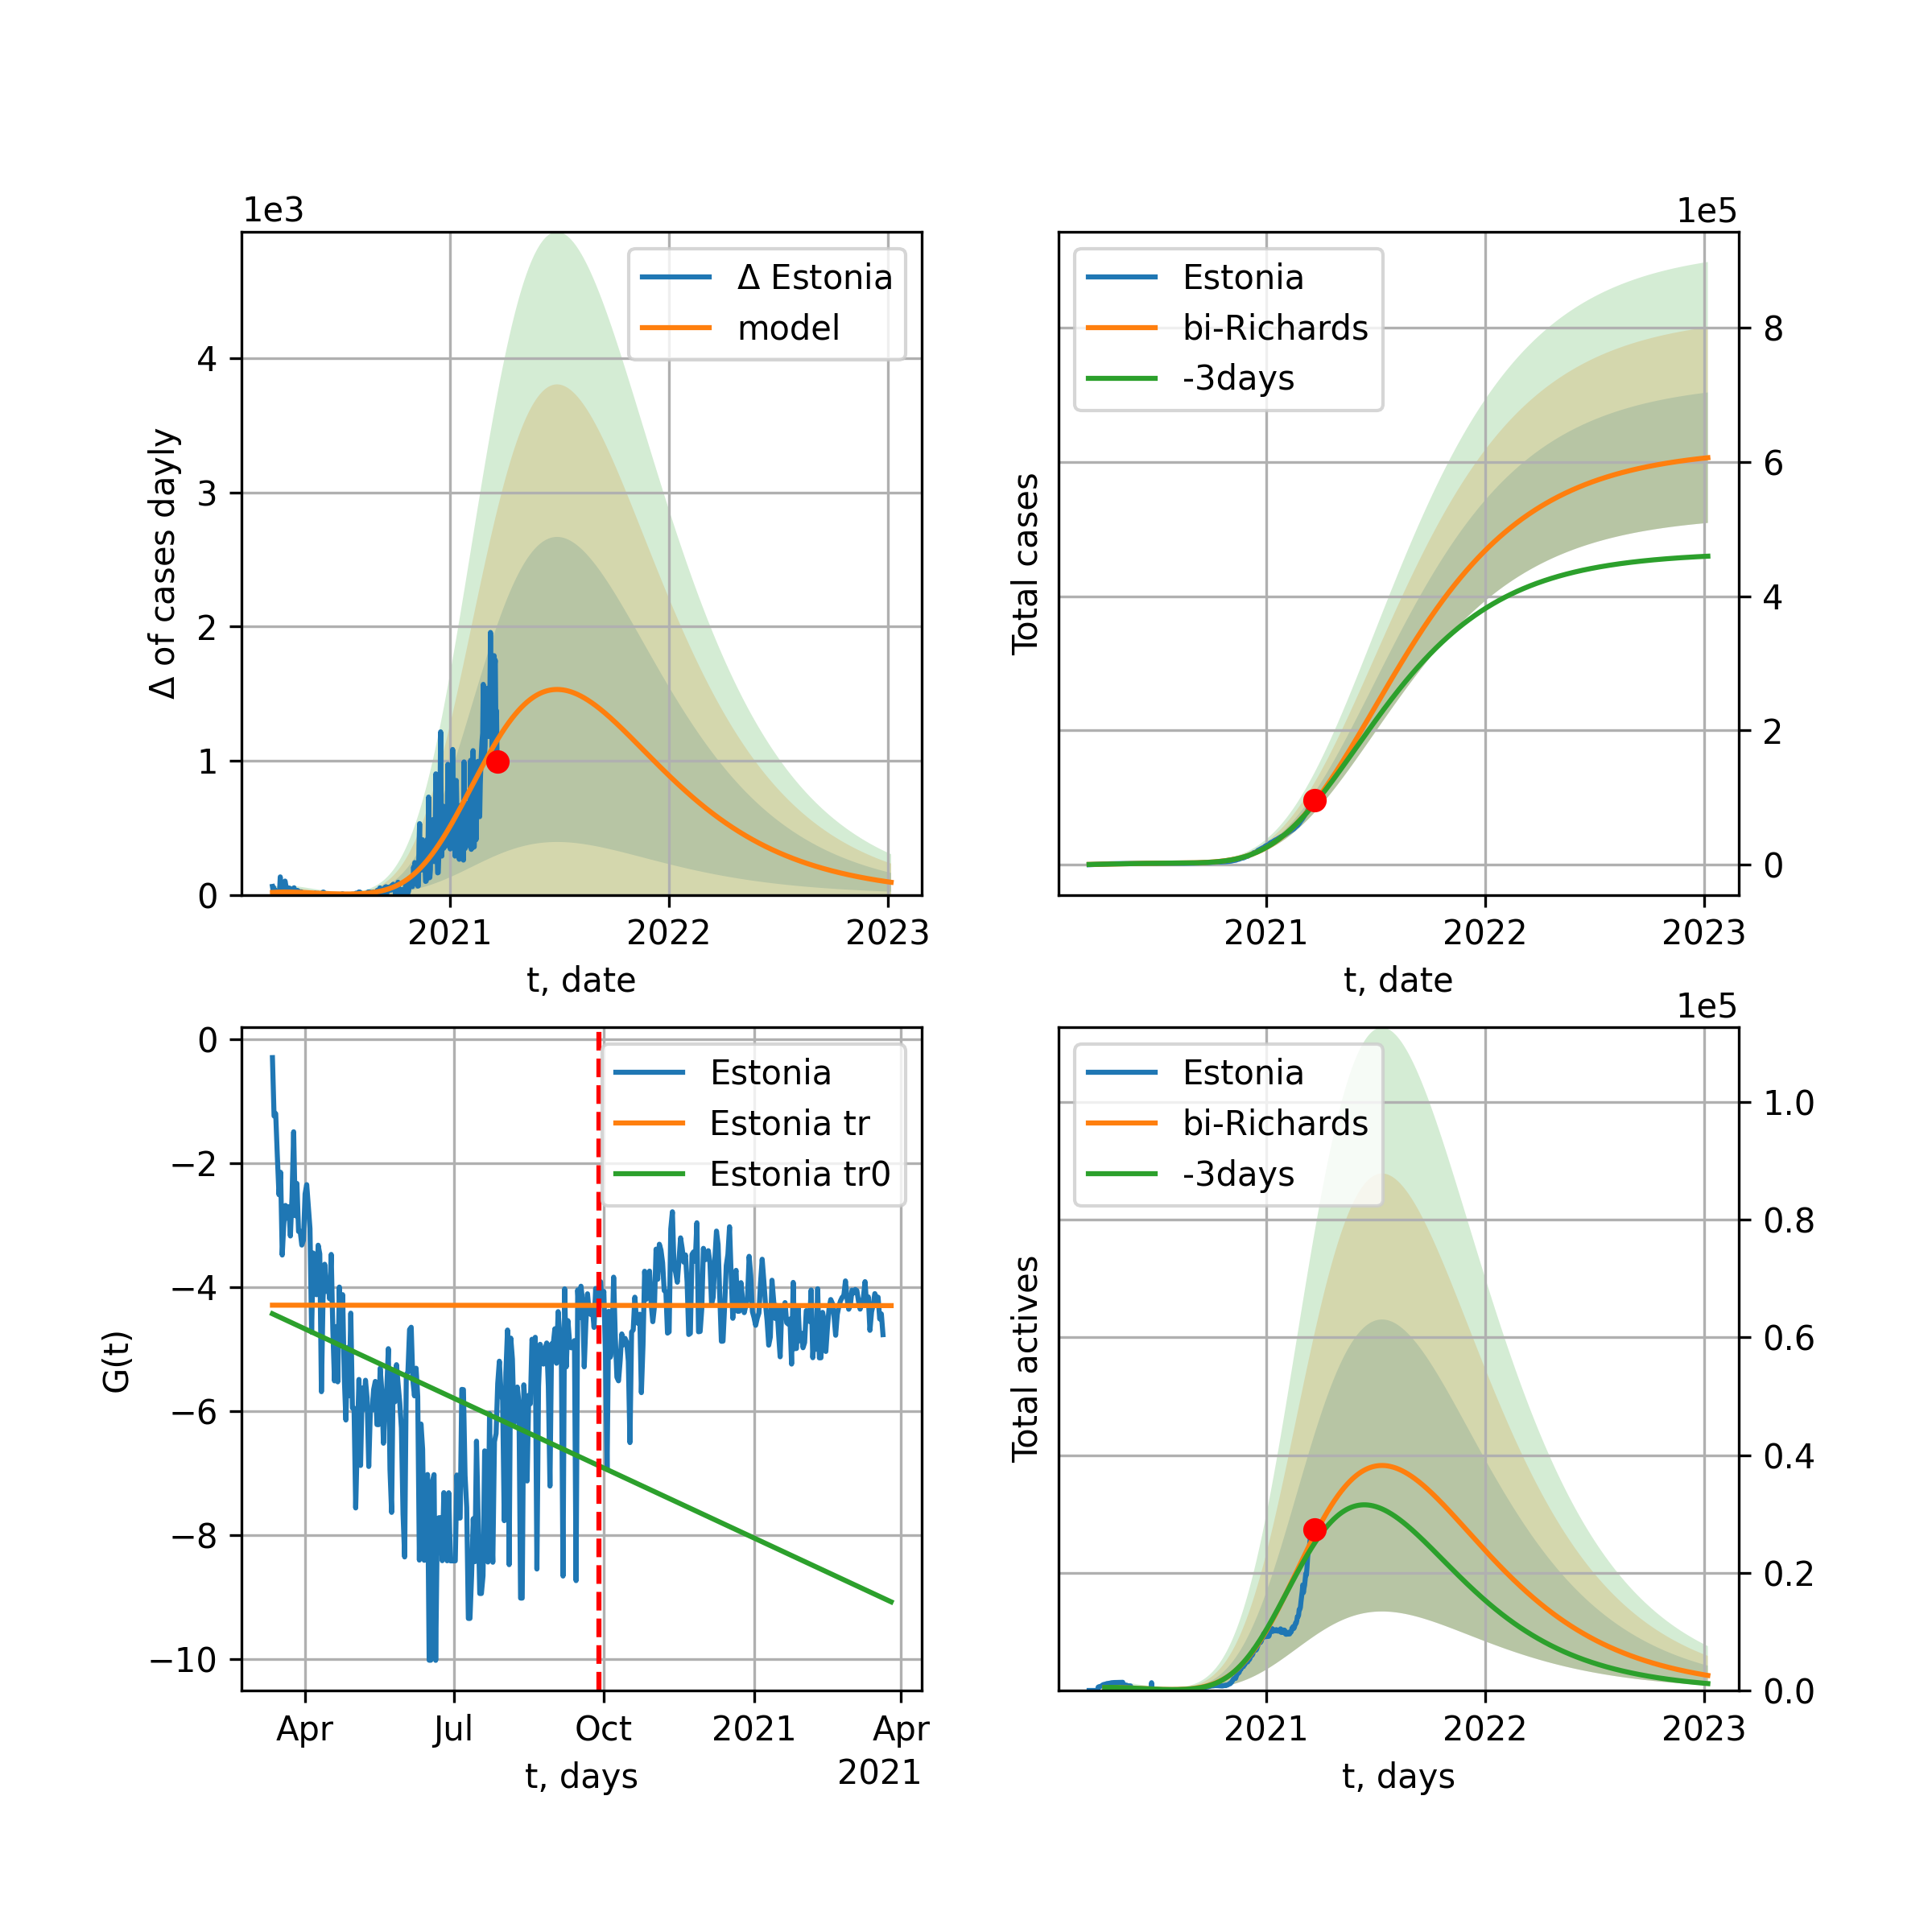 1e3
Δ Estonia
model
4
3
2
1
0
Δ of cases dayly
2021 2022 2023
t, date
1e5
Estonia
bi-Richards
-3days
8
6
4
2
0
Total cases
2021 2022 2023
t, date
0
−2
−4
−6
−8
−10
G(t)
Estonia
Estonia tr
Estonia tr0
Apr Jul Oct 2021 Apr
2021
t, days
1e5
Estonia
bi-Richards
-3days
1.0
0.8
0.6
0.4
0.2
0.0
Total actives
2021 2022 2023
t, days